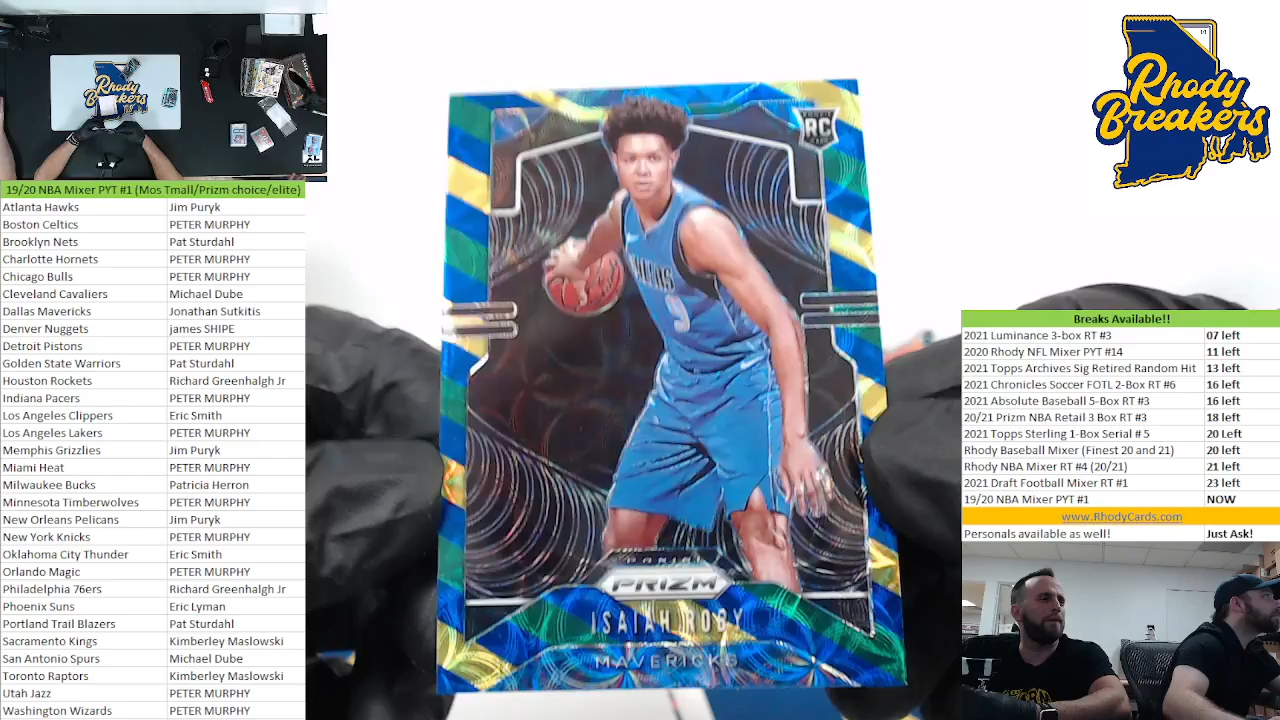 19/20 NBA Mixer PYT #1 (Mos Tmall/Prizm choice/elite)
Atlanta Hawks Jim Puryk
Boston Celtics PETER MURPHY
Brooklyn Nets Pat Sturdahl
Charlotte Hornets PETER MURPHY
Chicago Bulls PETER MURPHY
Cleveland Cavaliers Michael Dube
Dallas Mavericks Jonathan Sutkitis
Denver Nuggets james SHIPE
Detroit Pistons PETER MURPHY
Golden State Warriors Pat Sturdahl
Houston Rockets Richard Greenhalgh Jr
Indiana Pacers PETER MURPHY
Los Angeles Clippers Eric Smith
Los Angeles Lakers PETER MURPHY
Memphis Grizzlies Jim Puryk
Miami Heat PETER MURPHY
Milwaukee Bucks Patricia Herron
Minnesota Timberwolves PETER MURPHY
New Orleans Pelicans Jim Puryk
New York Knicks PETER MURPHY
Oklahoma City Thunder Eric Smith
Orlando Magic PETER MURPHY
Philadelphia 76ers Richard Greenhalgh Jr
Phoenix Suns Eric Lyman
Portland Trail Blazers Pat Sturdahl
Sacramento Kings Kimberley Maslowski
San Antonio Spurs Michael Dube
Toronto Raptors Kimberley Maslowski
Utah Jazz PETER MURPHY
Washington Wizards PETER MURPHY
Rhody
Breakers
RC
9
PANINI
PRIZM
ISAIAH ROBY
MAVERICKS
Rhody
Breakers
Breaks Available!!
2021 Luminance 3-box RT #3 07 left
2020 Rhody NFL Mixer PYT #14 11 left
2021 Topps Archives Sig Retired Random Hit 13 left
2021 Chronicles Soccer FOTL 2-Box RT #6 16 left
2021 Absolute Baseball 5-Box RT #3 16 left
20/21 Prizm NBA Retail 3 Box RT #3 18 left
2021 Topps Sterling 1-Box Serial # 5 20 Left
Rhody Baseball Mixer (Finest 20 and 21) 20 left
Rhody NBA Mixer RT #4 (20/21) 21 left
2021 Draft Football Mixer RT #1 23 left
19/20 NBA Mixer PYT #1 NOW
www.RhodyCards.com
Personals available as well! Just Ask!